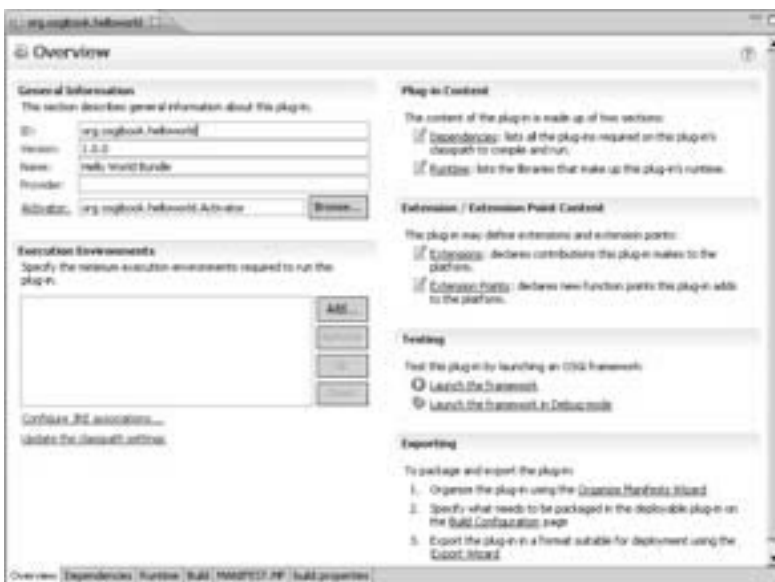 org.osgibook.helloworld
Overview
General Information
This section describes general information about this plug-in.
ID: org.osgibook.helloworld
Version: 1.0.0
Name: Hello World Bundle
Provider:
Activator: org.osgibook.helloworld.Activator Browse...
Execution Environments
Specify the minimum execution environments required to run this
plug-in.
Add...
Remove
Up
Down
Configure JRE associations...
Update the classpath settings
Plug-in Content
The content of the plug-in is made up of two sections:
Dependencies: lists all the plug-ins required on this plug-in's
classpath to compile and run.
Runtime: lists the libraries that make up this plug-in's runtime.
Extension / Extension Point Content
This plug-in may define extensions and extension points:
Extensions: declares contributions this plug-in makes to the
platform.
Extension Points: declares new function points this plug-in adds
to the platform.
Testing
Test this plug-in by launching an OSGi framework:
Launch the framework
Launch the framework in Debug mode
Exporting
To package and export the plug-in:
1. Organize the plug-in using the Organize Manifests Wizard
2. Specify what needs to be packaged in the deployable plug-in on
the Build Configuration page
3. Export the plug-in in a format suitable for deployment using the
Export Wizard
Overview Dependencies Runtime Build MANIFEST.MF build.properties